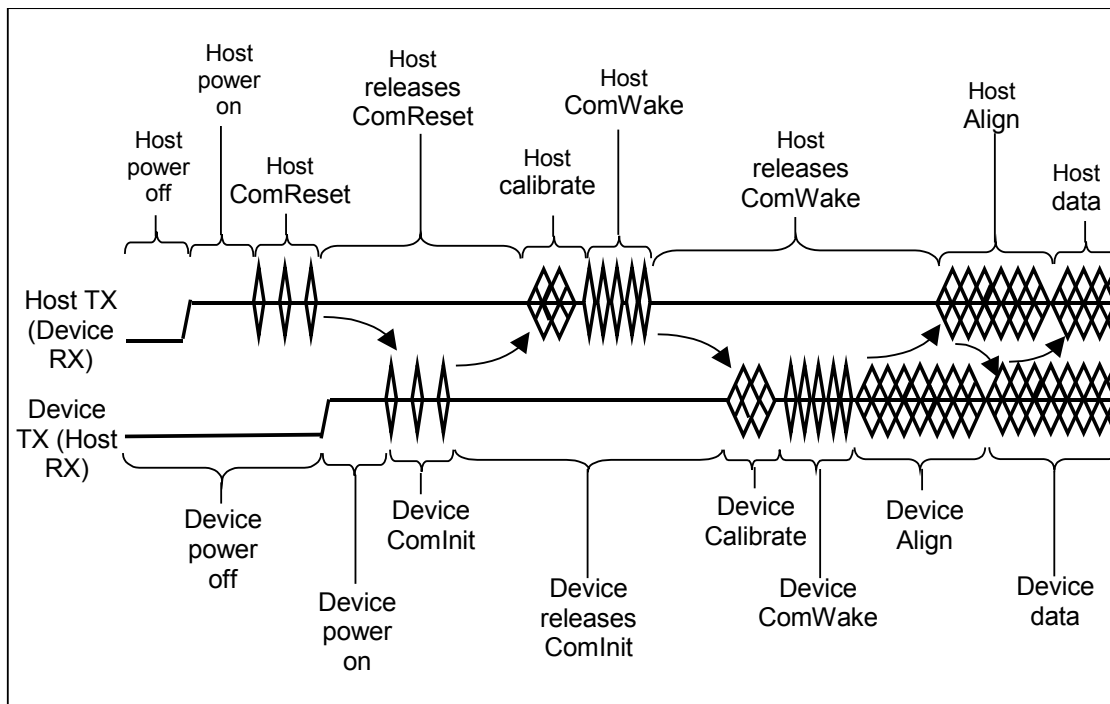 Host
power
off
Host
power
on
Host
ComReset
Host
releases
ComReset
Host
calibrate
Host
ComWake
Host
releases
ComWake
Host
Align
Host
data
Host TX
(Device
RX)
Device
TX (Host
RX)
Device
power
off
Device
power
on
Device
ComInit
Device
releases
ComInit
Device
Calibrate
Device
ComWake
Device
Align
Device
data